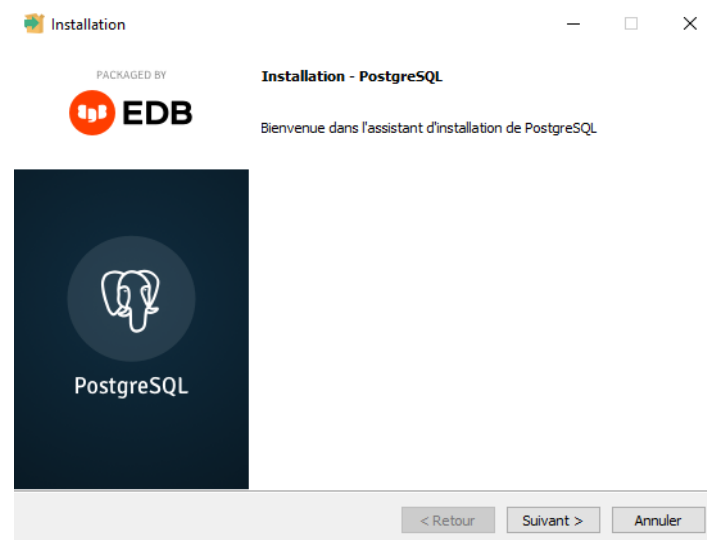 Installation
PACKAGED BY
EDB
Installation - PostgreSQL
Bienvenue dans l'assistant d'installation de PostgreSQL
PostgreSQL
< Retour
Suivant >
Annuler